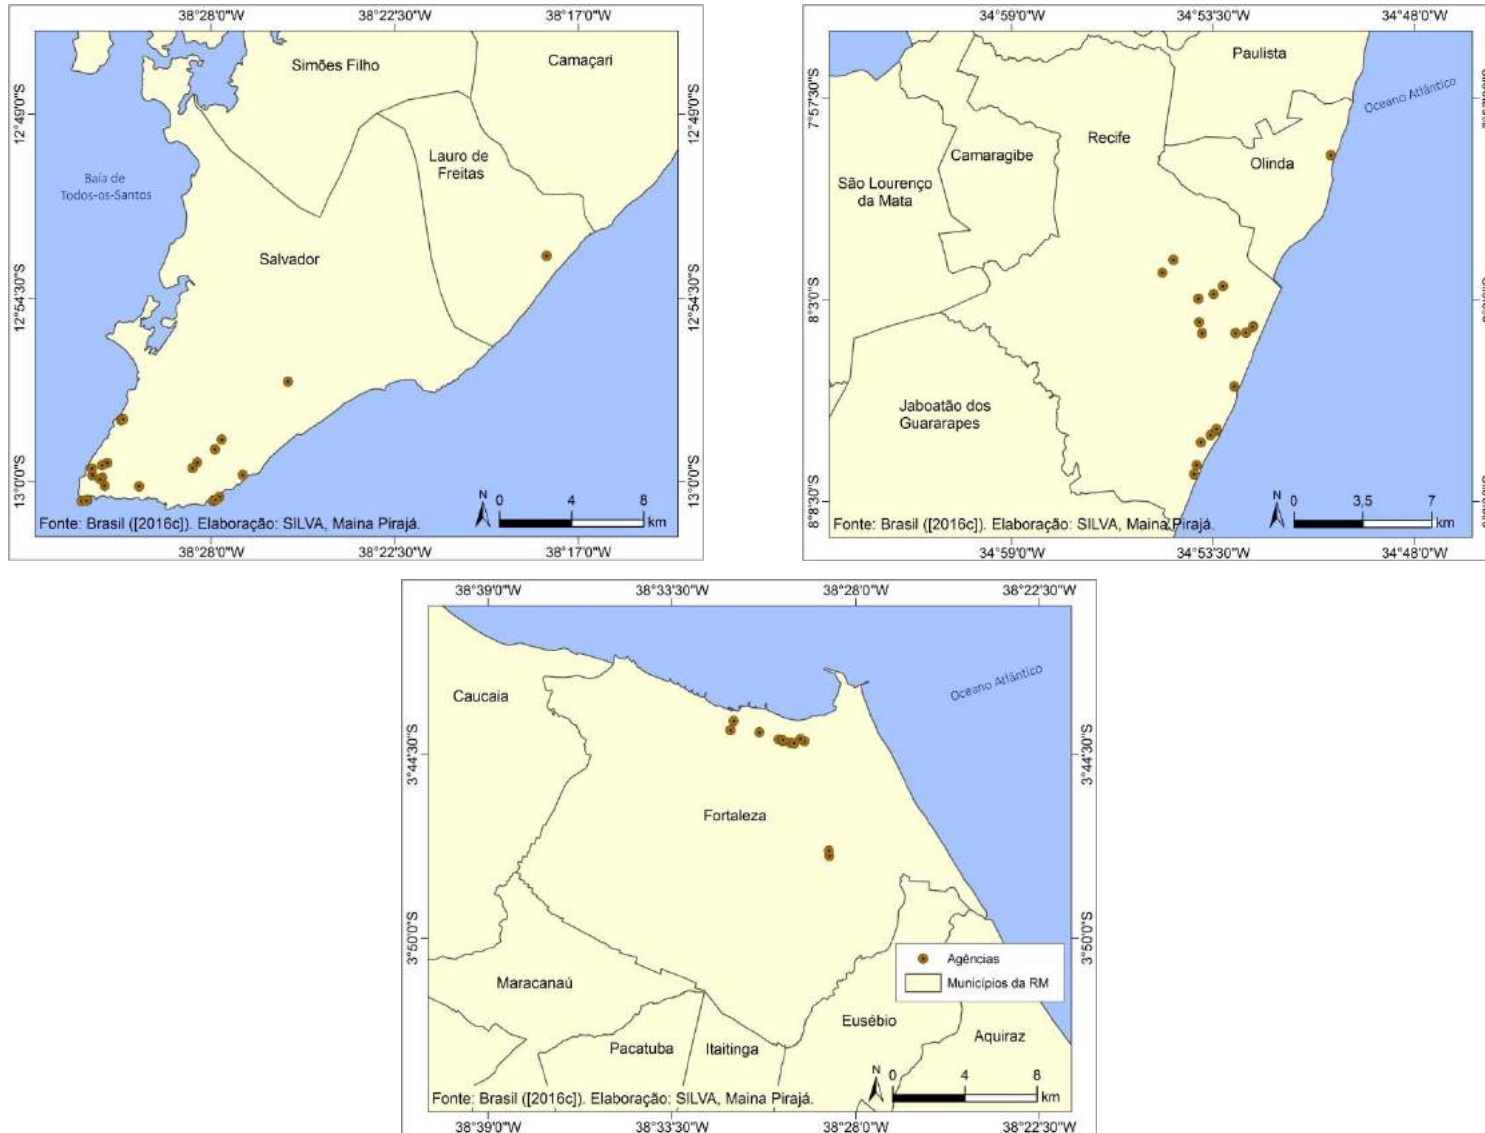 38°28'0"W
38°22'30"W
38°17'0"W
Simões Filho
Camaçari
12°49'0"S
12°49'0"S
Lauro de
Freitas
Baía de
Todos-os-Santos
Salvador
12°54'30"S
12°54'30"S
13°0'0"S
13°0'0"S
N
0
4
8
km
Fonte: Brasil ([2016c]). Elaboração: SILVA, Maina Pirajá.
38°28'0"W
38°22'30"W
38°17'0"W
34°59'0"W
34°53'30"W
34°48'0"W
Paulista
Oceano Atlântico
7°57'30"S
Recife
Camaragibe
Olinda
São Lourenço
da Mata
8°3'0"S
Jaboatão dos
Guararapes
8°8'30"S
N
0
3,5
7
km
Fonte: Brasil ([2016c]). Elaboração: SILVA, Maina Pirajá.
34°59'0"W
34°53'30"W
34°48'0"W
38°39'0"W
38°33'30"W
38°28'0"W
38°22'30"W
Oceano Atlântico
Caucaia
3°44'30"S
3°44'30"S
Fortaleza
3°50'0"S
3°50'0"S
Agências
Municípios da RM
Maracanaú
Eusébio
Pacatuba
Itaitinga
Aquiraz
N
0
4
8
km
Fonte: Brasil ([2016c]). Elaboração: SILVA, Maina Pirajá.
38°39'0"W
38°33'30"W
38°28'0"W
38°22'30"W